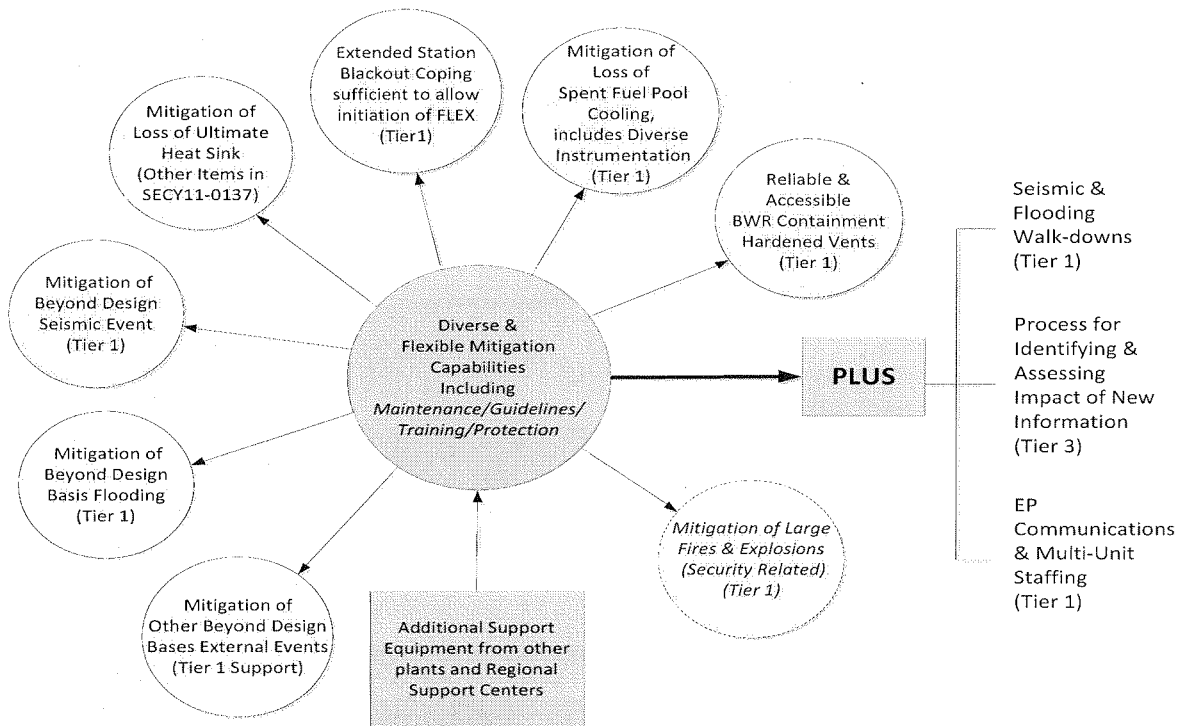 Extended Station
Blackout Coping
sufficient to allow
initiation of FLEX
(Tier1)
Mitigation of
Loss of
Spent Fuel Pool
Cooling,
includes Diverse
Instrumentation
(Tier 1)
Mitigation of
Loss of Ultimate
Heat Sink
(Other Items in
SECY11-0137)
Reliable &
Accessible
BWR Containment
Hardened Vents
(Tier 1)
Mitigation of
Beyond Design
Seismic Event
(Tier 1)
Diverse &
Flexible Mitigation
Capabilities
Including
Maintenance/Guidelines/
Training/Protection
PLUS
Seismic &
Flooding
Walk-downs
(Tier 1)
Process for
Identifying &
Assessing
Impact of New
Information
(Tier 3)
EP
Communications
& Multi-Unit
Staffing
(Tier 1)
Mitigation of
Beyond Design
Basis Flooding
(Tier 1)
Mitigation of Large
Fires & Explosions
(Security Related)
(Tier 1)
Mitigation of
Other Beyond Design
Bases External Events
(Tier 1 Support)
Additional Support
Equipment from other
plants and Regional
Support Centers